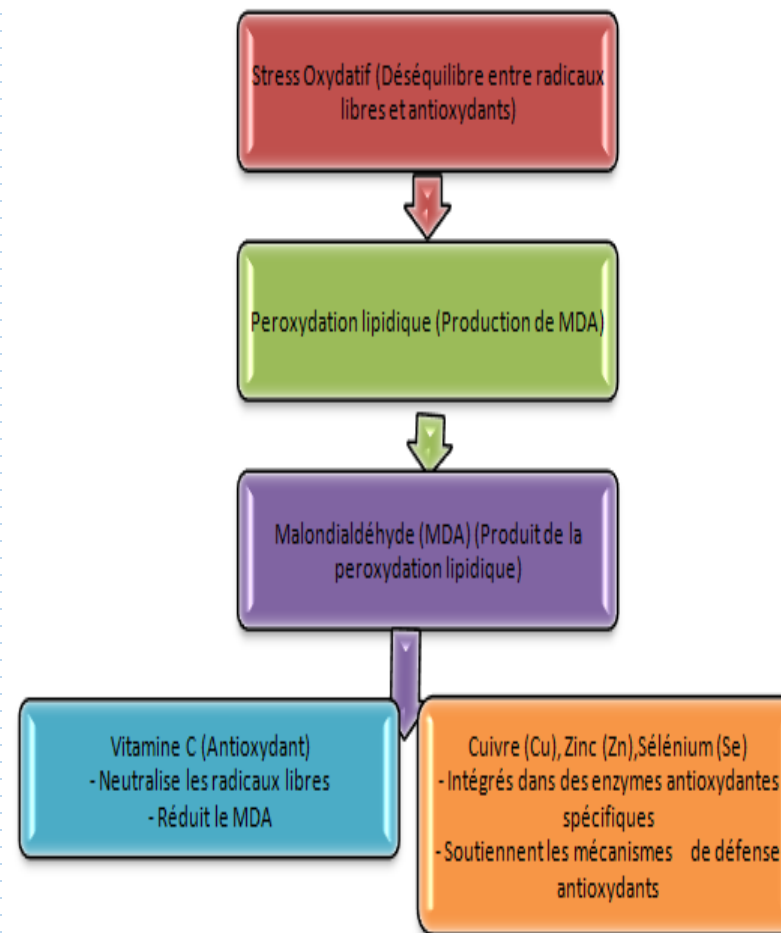 Stress Oxydatif (Déséquilibre entre radicaux
libres et antioxydants)
Peroxydation lipidique (Production de MDA)
Malondialdéhyde (MDA) (Produit de la
peroxydation lipidique)
Vitamine C (Antioxydant)
- Neutralise les radicaux libres
- Réduit le MDA
Cuivre (Cu), Zinc (Zn),Sélénium (Se)
- Intégrés dans des enzymes antioxydantes
spécifiques
- Soutiennent les mécanismes de défense
antioxydants